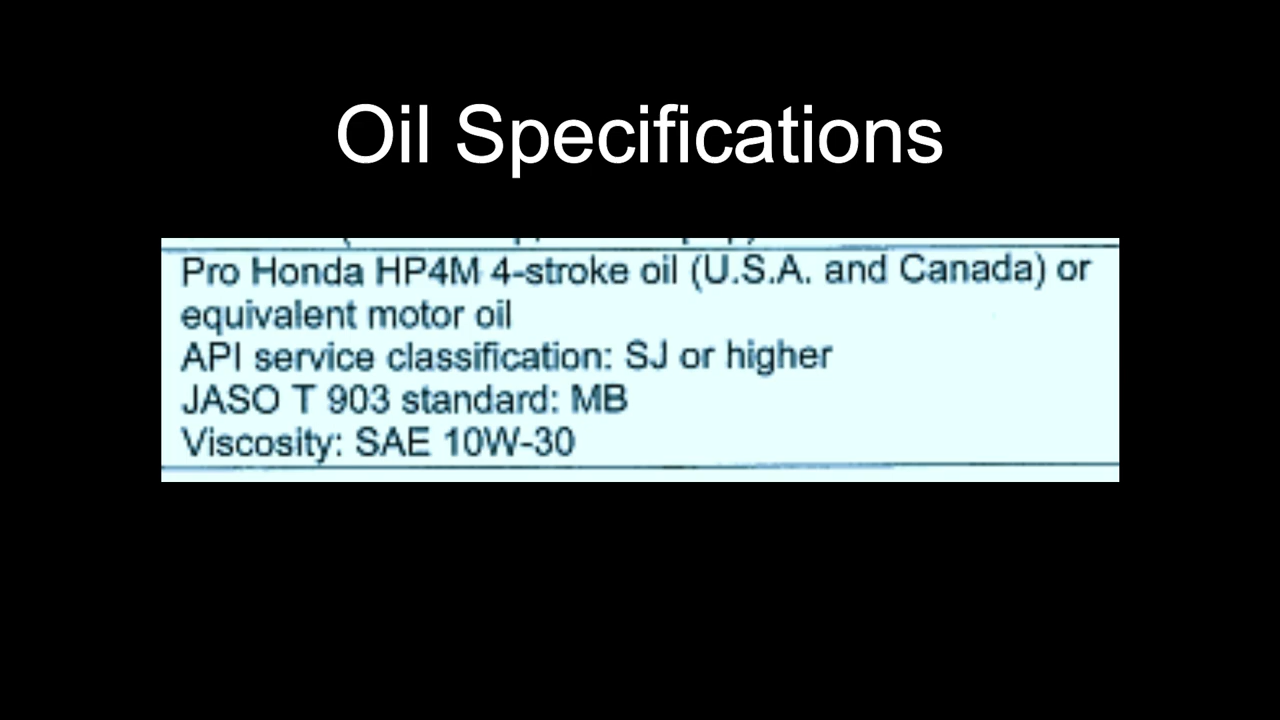 Oil Specifications
Pro Honda HP4M 4-stroke oil (U.S.A. and Canada) or
equivalent motor oil
API service classification: SJ or higher
JASO T 903 standard: MB
Viscosity: SAE 10W-30